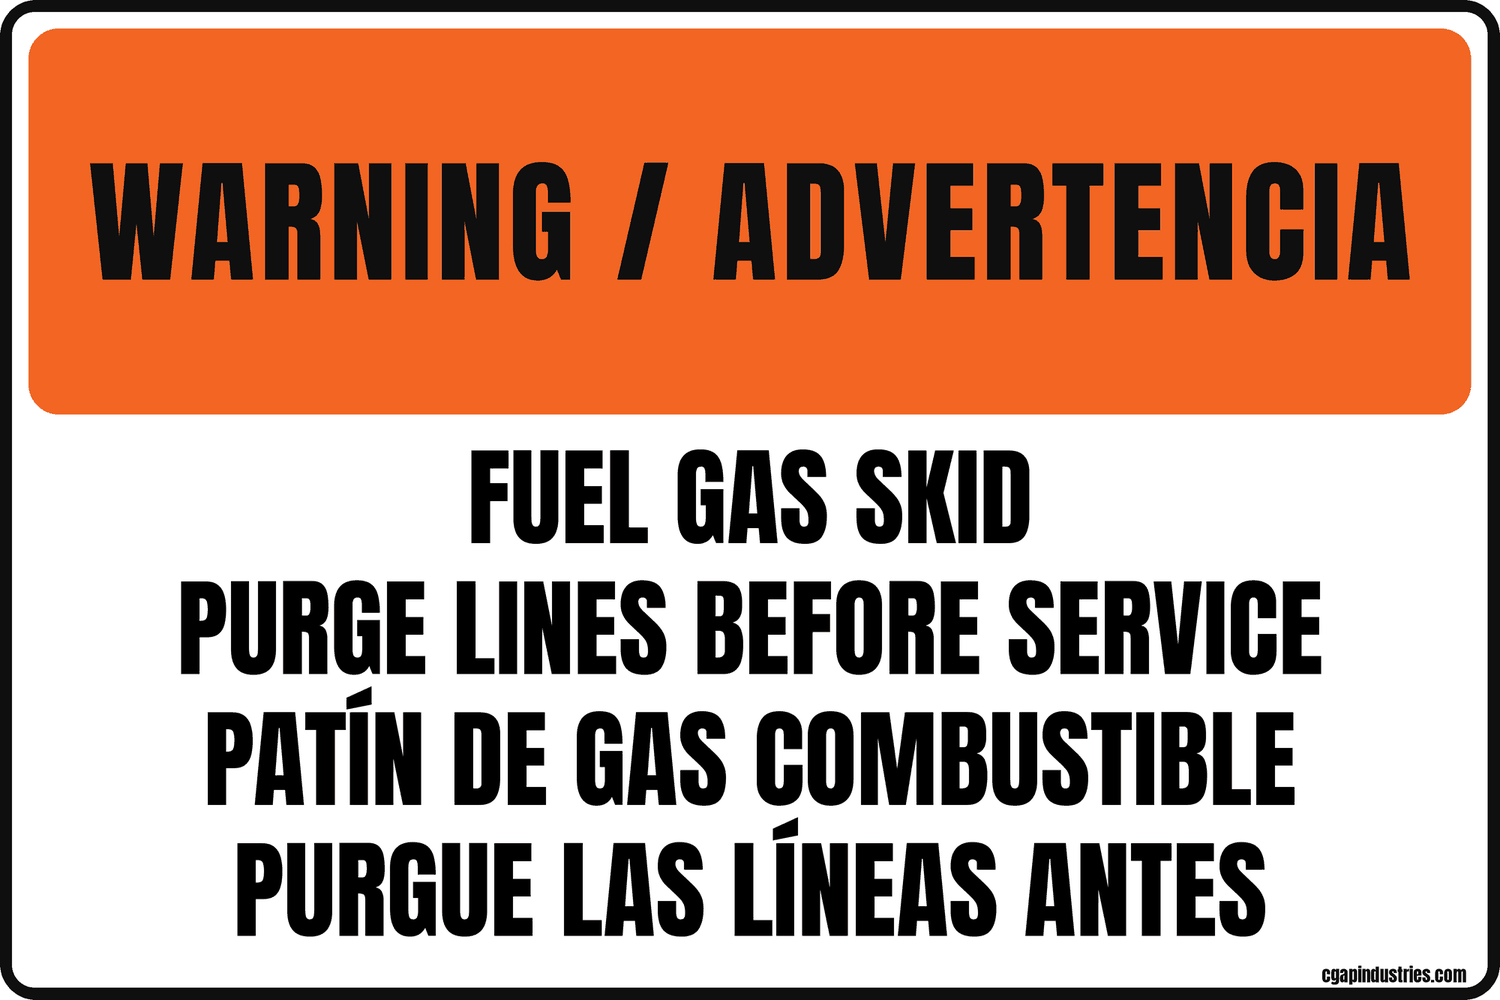 WARNING / ADVERTENCIA
FUEL GAS SKID
PURGE LINES BEFORE SERVICE
PATÍN DE GAS COMBUSTIBLE
PURGUE LAS LÍNEAS ANTES
cgapindustries.com